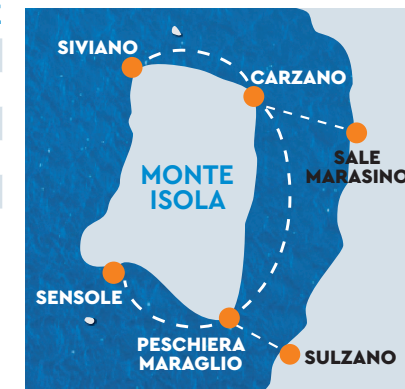 SIVIANO
CARZANO
SALE
MARASINO
MONTE
ISOLA
SENSOLE
PESCHIERA
MARAGLIO
SULZANO